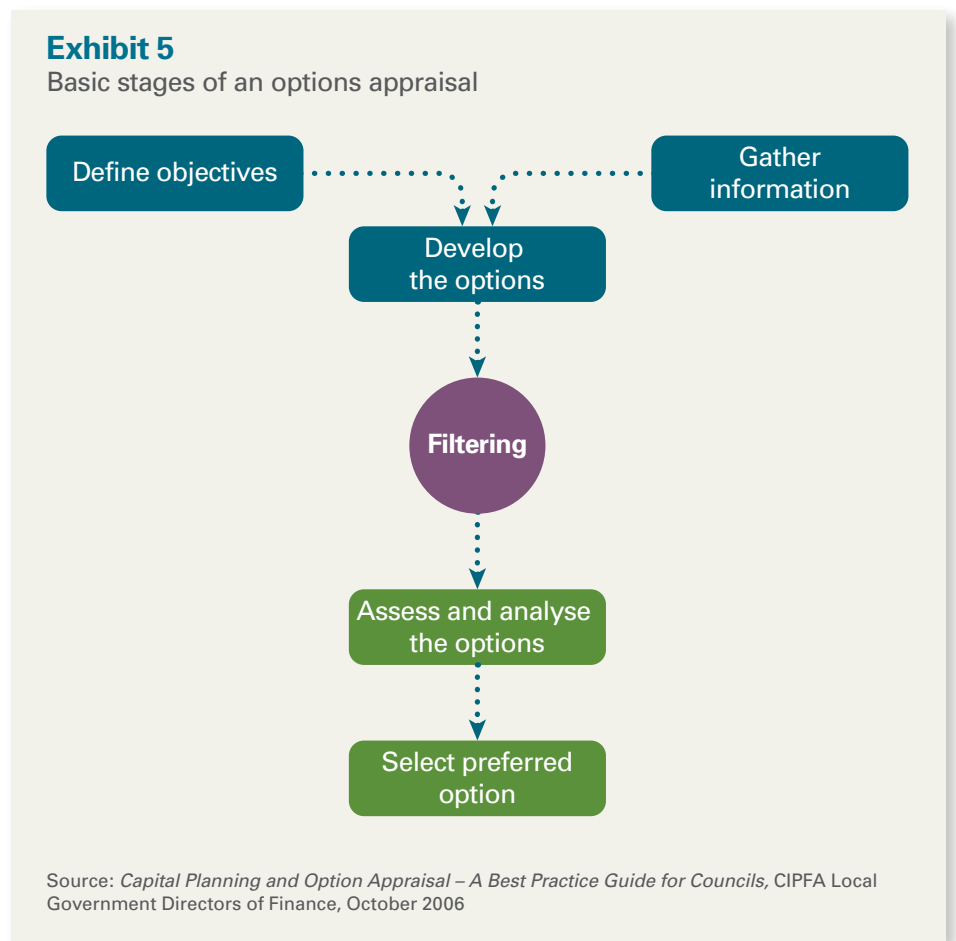 Exhibit 5
Basic stages of an options appraisal
Define objectives
Gather
information
Develop
the options
Filtering
Assess and analyse
the options
Select preferred
option
Source: Capital Planning and Option Appraisal – A Best Practice Guide for Councils, CIPFA Local
Government Directors of Finance, October 2006